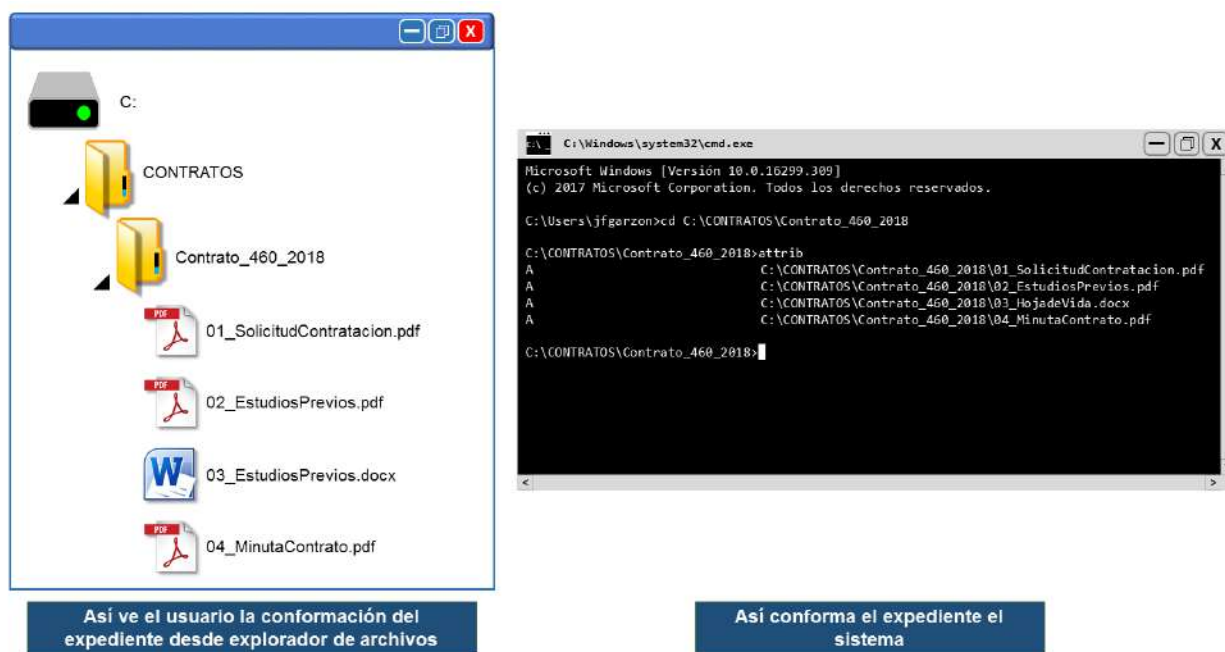 C:
CONTRATOS
Contrato_460_2018
PDF
01_SolicitudContratacion.pdf
PDF
02_EstudiosPrevios.pdf
W
03_EstudiosPrevios.docx
PDF
04_MinutaContrato.pdf
Así ve el usuario la conformación del
expediente desde explorador de archivos
C:\Windows\system32\cmd.exe
Microsoft Windows [Versión 10.0.16299.309]
(c) 2017 Microsoft Corporation. Todos los derechos reservados.
C:\Users\jfgarzon>cd C:\CONTRATOS\Contrato_460_2018
C:\CONTRATOS\Contrato_460_2018>attrib
A C:\CONTRATOS\Contrato_460_2018\01_SolicitudContratacion.pdf
A C:\CONTRATOS\Contrato_460_2018\02_EstudiosPrevios.pdf
A C:\CONTRATOS\Contrato_460_2018\03_HojadeVida.docx
A C:\CONTRATOS\Contrato_460_2018\04_MinutaContrato.pdf
C:\CONTRATOS\Contrato_460_2018>
Así conforma el expediente el
sistema